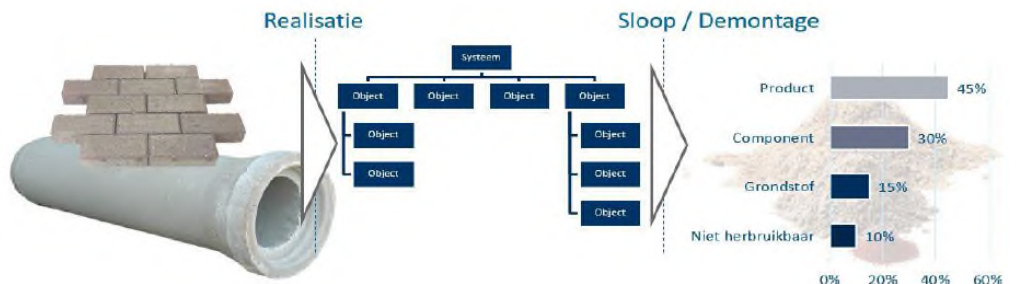 Realisatie
Sloop / Demontage
Systeem
Object Object Object Object
Object
Object
Object
Object
Object
Product 45%
Component 30%
Grondstof 15%
Niet herbruikbaar 10%
0% 20% 40% 60%